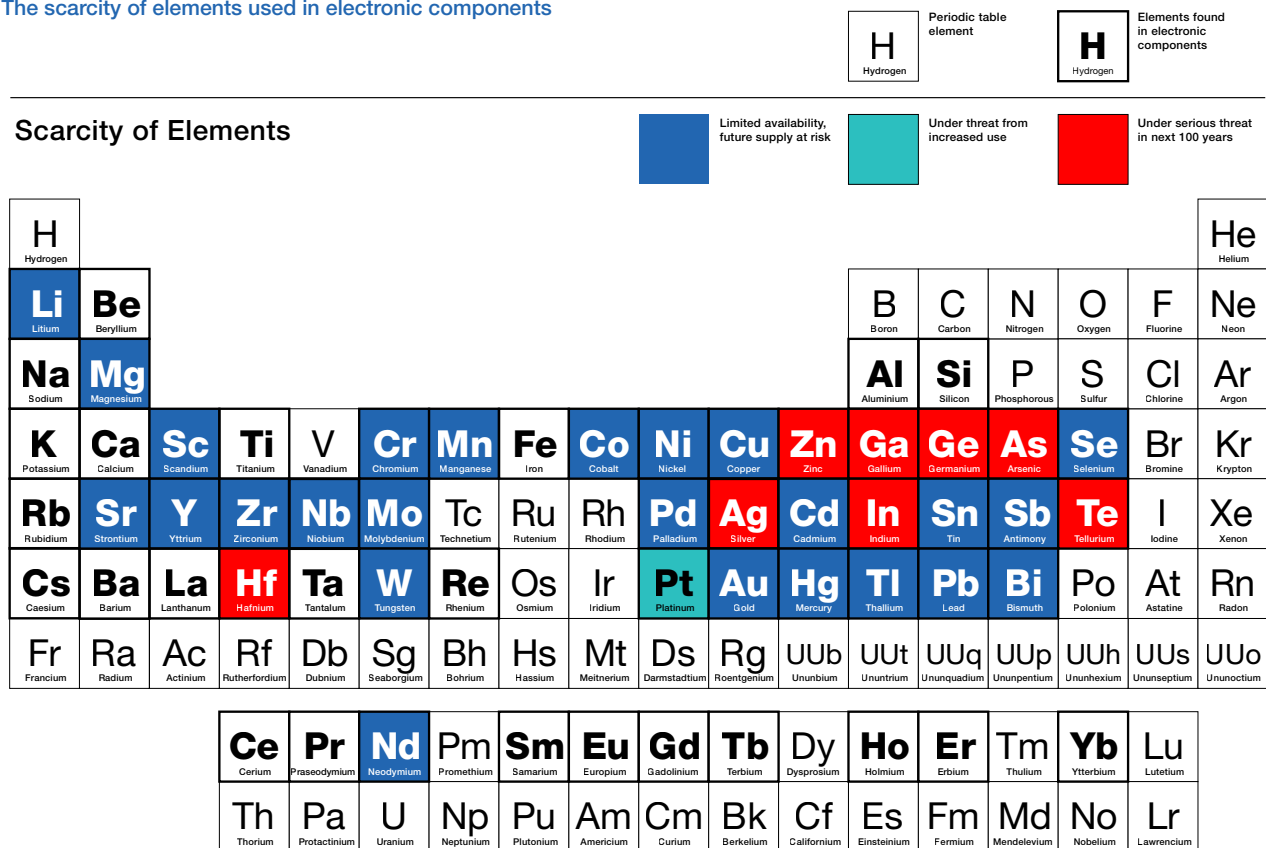 The scarcity of elements used in electronic components
H
Hydrogen
Periodic table
element
H
Hydrogen
Elements found
in electronic
components
Scarcity of Elements
Limited availability,
future supply at risk
Under threat from
increased use
Under serious threat
in next 100 years
H He
Hydrogen Helium
Li Be B C N O F Ne
Litium Beryllium Boron Carbon Nitrogen Oxygen Fluorine Neon
Na Mg Al Si P S Cl Ar
Sodium Magnesium Aluminium Silicon Phosphorous Sulfur Chlorine Argon
K Ca Sc Ti V Cr Mn Fe Co Ni Cu Zn Ga Ge As Se Br Kr
Potassium Calcium Scandium Titanium Vanadium Chromium Manganese Iron Cobalt Nickel Copper Zinc Gallium Germanium Arsenic Selenium Bromine Krypton
Rb Sr Y Zr Nb Mo Tc Ru Rh Pd Ag Cd In Sn Sb Te I Xe
Rubidium Strontium Yttrium Zirconium Niobium Molybdenium Technetium Rutenium Rhodium Palladium Silver Cadmium Indium Tin Antimony Tellurium Iodine Xenon
Cs Ba La Hf Ta W Re Os Ir Pt Au Hg Tl Pb Bi Po At Rn
Caesium Barium Lanthanum Hafnium Tantalum Tungsten Rhenium Osmium Iridium Platinum Gold Mercury Thallium Lead Bismuth Polonium Astatine Radon
Fr Ra Ac Rf Db Sg Bh Hs Mt Ds Rg UUb UUt UUq UUp UUh UUs UUo
Francium Radium Actinium Rutherfordium Dubnium Seaborgium Bohrium Hassium Meitnerium Darmstadtium Roentgenium Ununbium Ununtrium Ununquadium Ununpentium Ununhexium Ununseptium Ununoctium
Ce Pr Nd Pm Sm Eu Gd Tb Dy Ho Er Tm Yb Lu
Cerium Praseodymium Neodymium Promethium Samarium Europium Gadolinium Terbium Dysprosium Holmium Erbium Thulium Ytterbium Lutetium
Th Pa U Np Pu Am Cm Bk Cf Es Fm Md No Lr
Thorium Protactinium Uranium Neptunium Plutonium Americium Curium Berkelium Californium Einsteinium Fermium Mendelevium Nobelium Lawrencium